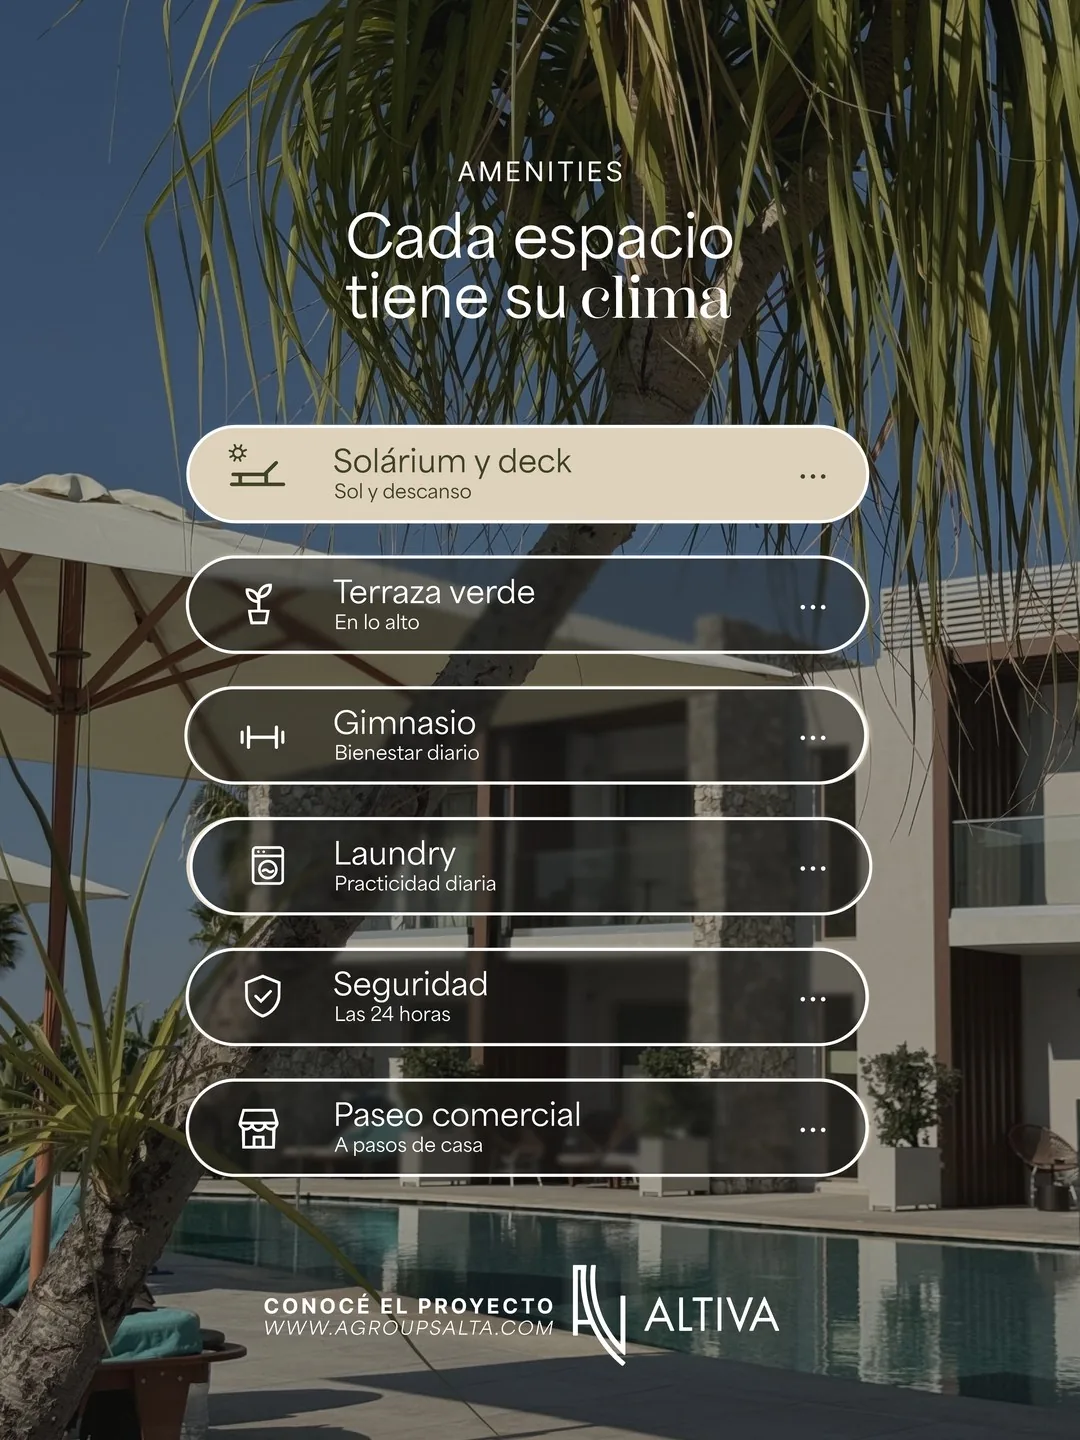 AMENITIES
Cada espacio
tiene su clima
Solárium y deck
Sol y descanso
Terraza verde
En lo alto
Gimnasio
Bienestar diario
Laundry
Practicidad diaria
Seguridad
Las 24 horas
Paseo comercial
A pasos de casa
CONOCÉ EL PROYECTO
WWW.AGROUPSALTA.COM
ALTIVA